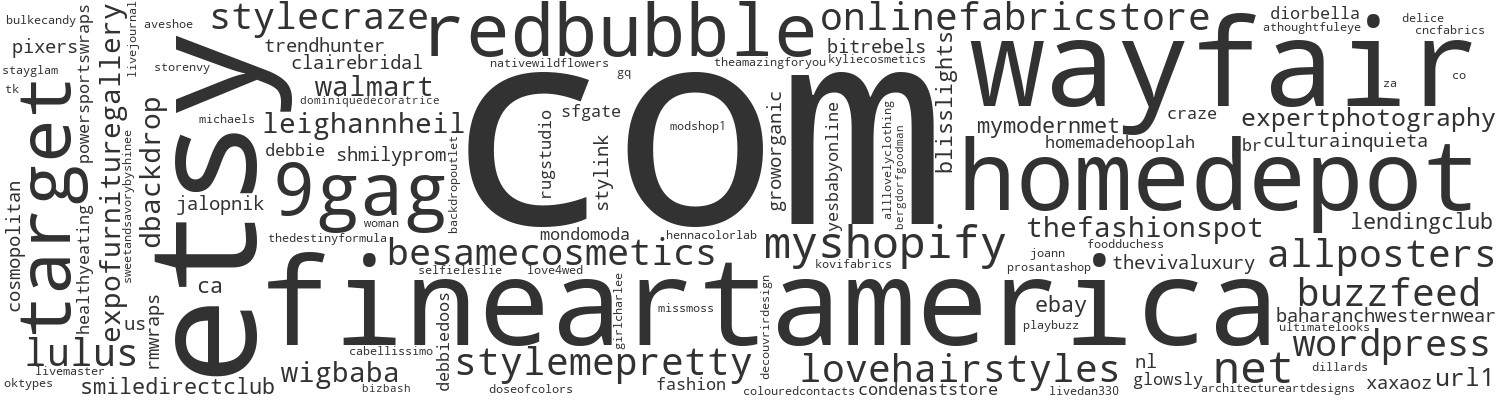 bulkecandy
aveshoe
stylecraze
redbubble
onlinefabricstore
diorbella
delice
pixers
livejournal
trendhunter
bitrebels
athoughtfuleye
cncfabrics
stayglam
storenvy
clairebridal
nativewildflowers
theamazingforyou
kyliecosmetics
gq
wayfair
co
tk
powersportswraps
expofurnituregallery
etsy
walmart
com
blisslights
za
target
dbackdrop
michaels
dominiquedecoratrice
sfgate
modshop1
mymodernmet
craze
expertphotography
leighannheil
rugstudio
stylink
groworganic
yesbabyonline
alllovelyclothing
bergdorfgoodman
homemadehooplah
br
culturainquieta
debbie
shmilyprom
backdropoutlet
homedepot
sweetandsavorybyshinee
9gag
cosmopolitan
jalopnik
woman
healthyeating
thedestinyformula
mondomoda
hennacolorlab
myshopify
thefashionspot
lendingclub
besamecosmetics
foodduchess
joann
allposters
selfieleslie
love4wed
kovifabrics
prosantashop
thevivaluxury
ca
fineartamerica
buzzfeed
rmwraps
debbiedoos
girlcharlee
missmoss
decouvrirdesign
ebay
baharanchwesternwear
us
playbuzz
ultimatelooks
lulus
cabellissimo
wordpress
livemaster
wigbaba
stylemepretty
lovehairstyles
nl
net
dillards
oktypes
smiledirectclub
bizbash
doseofcolors
fashion
colouredcontacts
condenaststore
livedan330
glowsly
architectureartdesigns
xaxaoz
url1